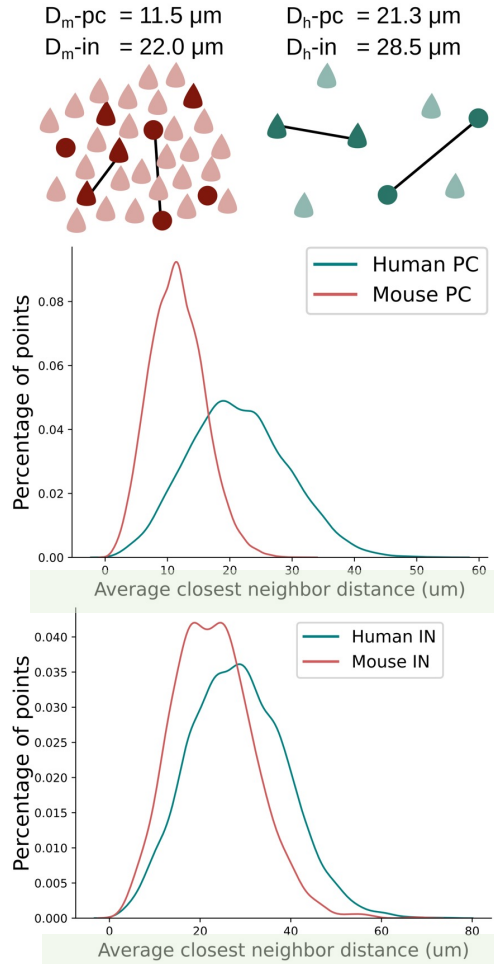 Dm-pc = 11.5 µm
Dm-in = 22.0 µm
Dh-pc = 21.3 µm
Dh-in = 28.5 µm
Human PC
Mouse PC
Percentage of points
0.08
0.06
0.04
0.02
0.00
0 10 20 30 40 50 60
Average closest neighbor distance (um)
Human IN
Mouse IN
Percentage of points
0.040
0.035
0.030
0.025
0.020
0.015
0.010
0.005
0.000
0 20 40 60 80
Average closest neighbor distance (um)